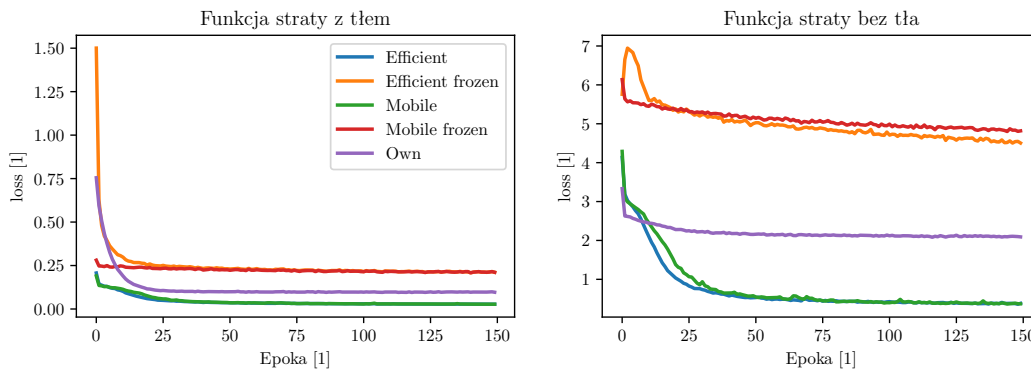 Funkcja straty z tłem
loss [1]
1.50
1.25
1.00
0.75
0.50
0.25
0.00
Efficient
Efficient frozen
Mobile
Mobile frozen
Own
0 25 50 75 100 125 150
Epoka [1]
Funkcja straty bez tła
loss [1]
7
6
5
4
3
2
1
0 25 50 75 100 125 150
Epoka [1]